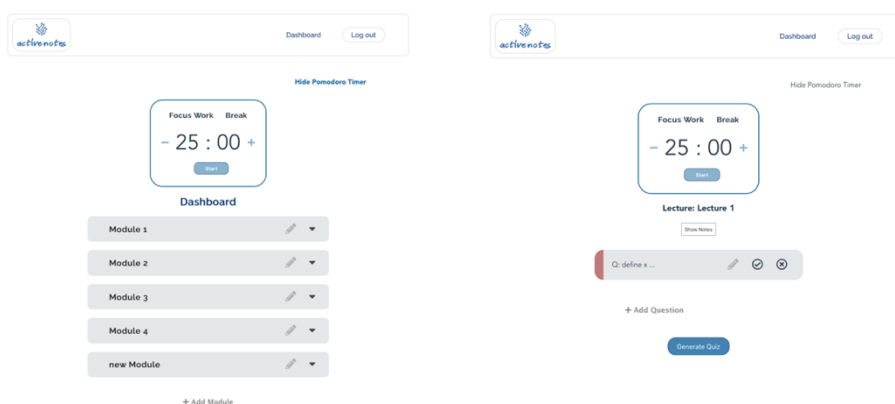 activenotes
Dashboard
Log out
Hide Pomodoro Timer
Focus Work
Break
- 25 : 00 +
Start
Dashboard
Module 1
Module 2
Module 3
Module 4
new Module
+ Add Module
activenotes
Dashboard
Log out
Hide Pomodoro Timer
Focus Work
Break
- 25 : 00 +
Start
Lecture: Lecture 1
Show Notes
Q: define x ...
+ Add Question
Generate Quiz